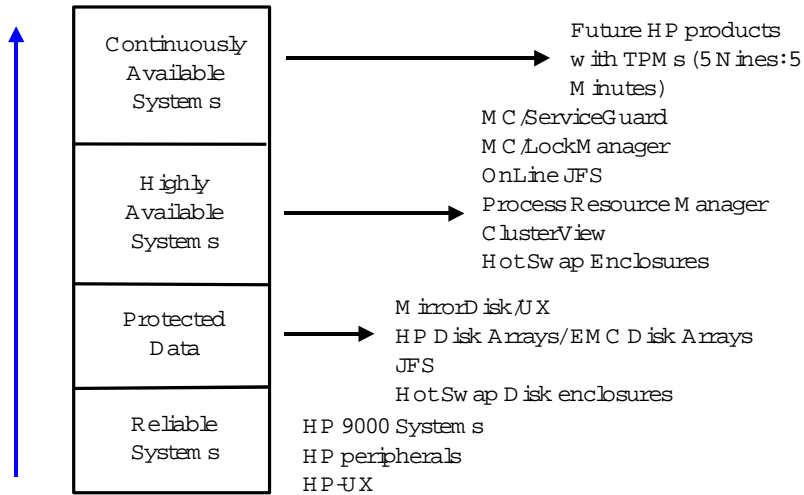 Continuously
Available
Systems
Future HP products
with TPMs (5 Nines:5
Minutes)
Highly
Available
Systems
MC/ServiceGuard
MC/LockManager
OnLine JFS
Process Resource Manager
ClusterView
HotSwap Enclosures
Protected
Data
MirrorDisk/UX
HP Disk Arrays/EMC Disk Arrays
JFS
HotSwap Disk enclosures
Reliable
Systems
HP 9000 Systems
HP peripherals
HP-UX